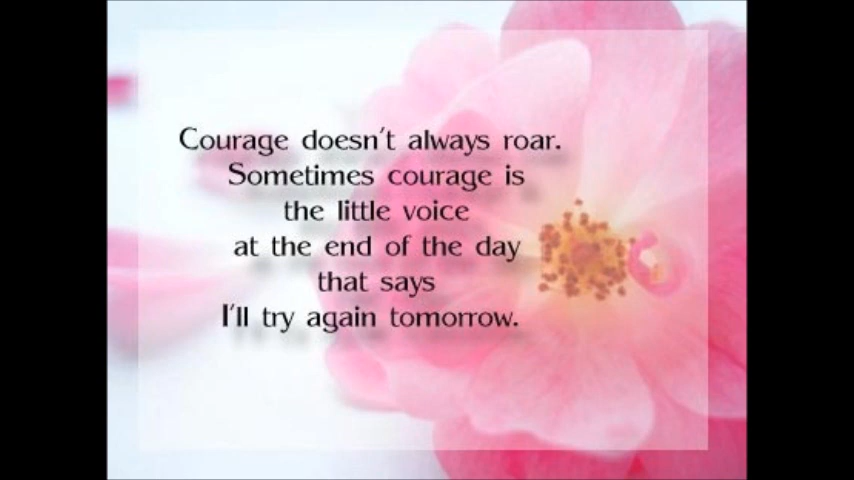 Courage doesn't always roar.
Sometimes courage is
the little voice
at the end of the day
that says
I'll try again tomorrow.